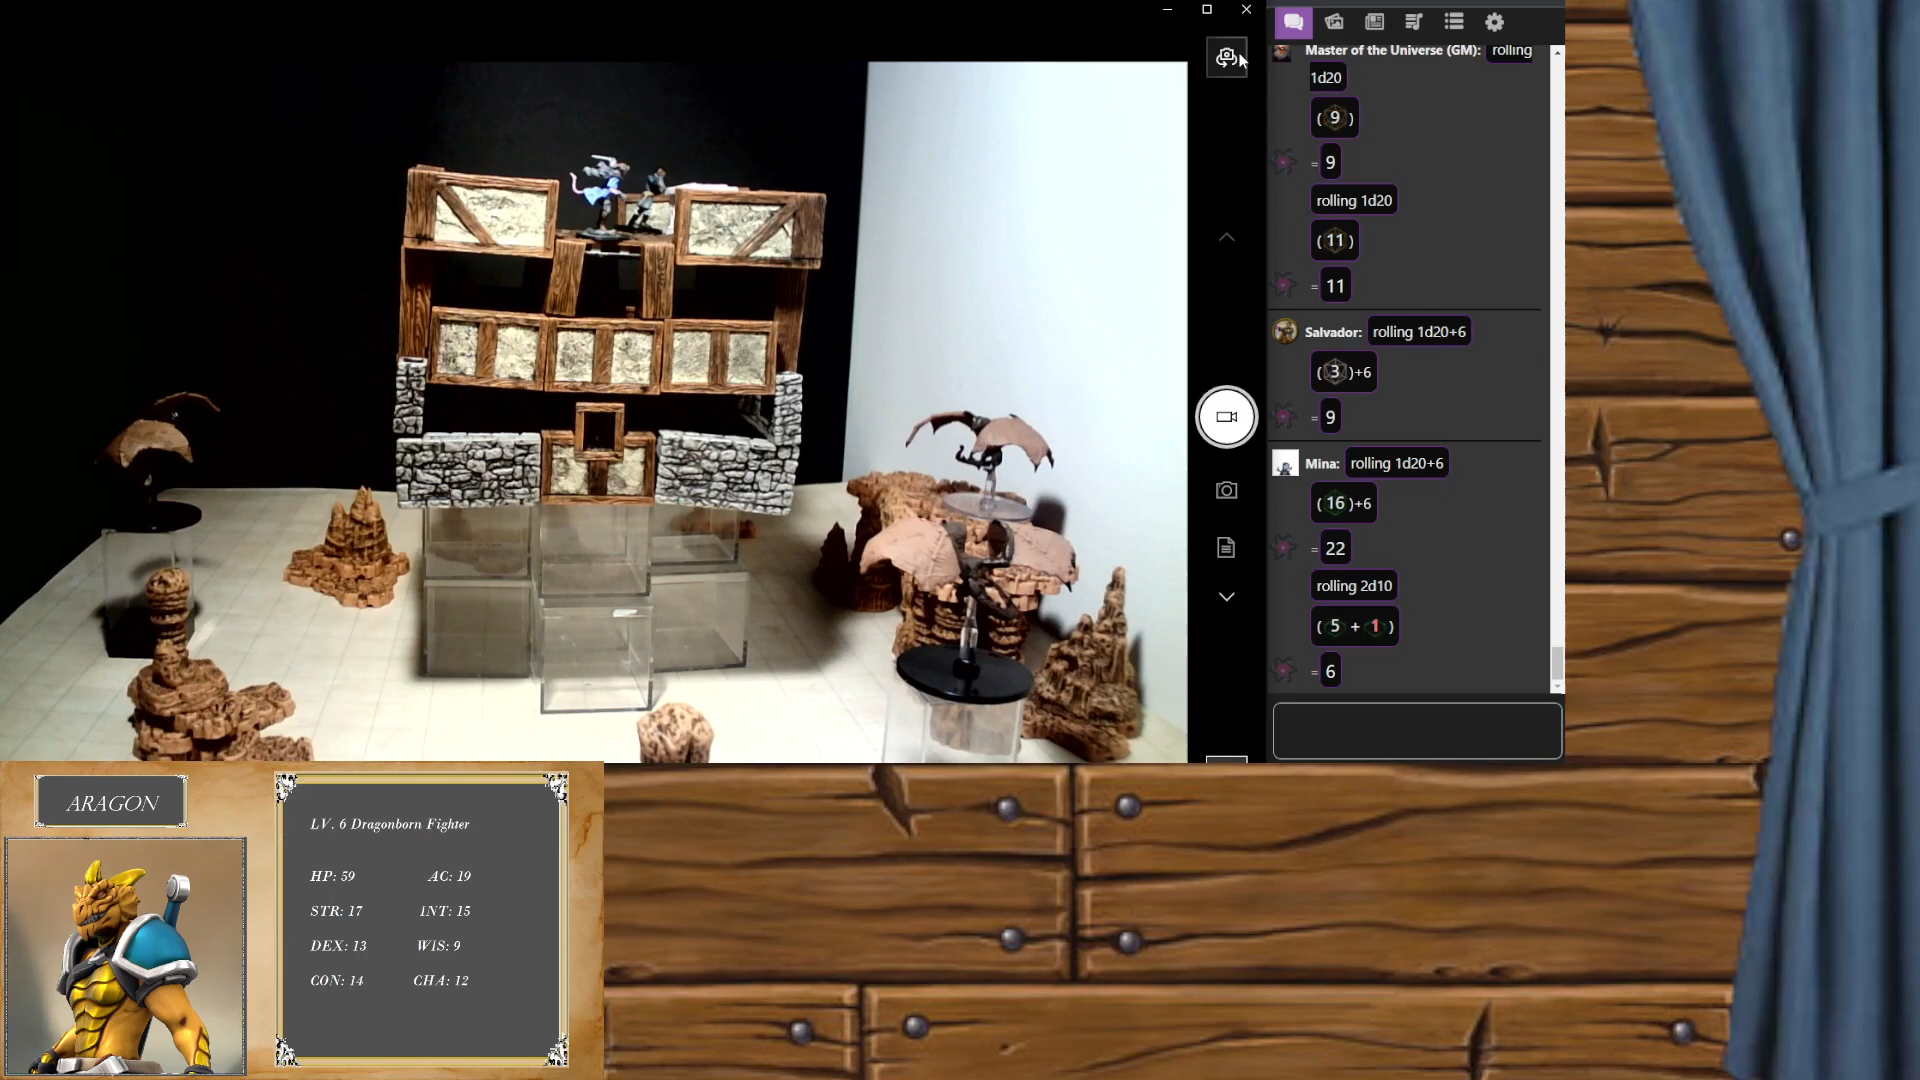 Master of the Universe (GM): rolling
1d20
(9)
= 9
rolling 1d20
(11)
= 11
Salvador: rolling 1d20+6
(3)+6
= 9
Mina: rolling 1d20+6
(16)+6
= 22
rolling 2d10
(5 + 1)
= 6
ARAGON
LV. 6 Dragonborn Fighter
HP: 59 AC: 19
STR: 17 INT: 15
DEX: 13 WIS: 9
CON: 14 CHA: 12